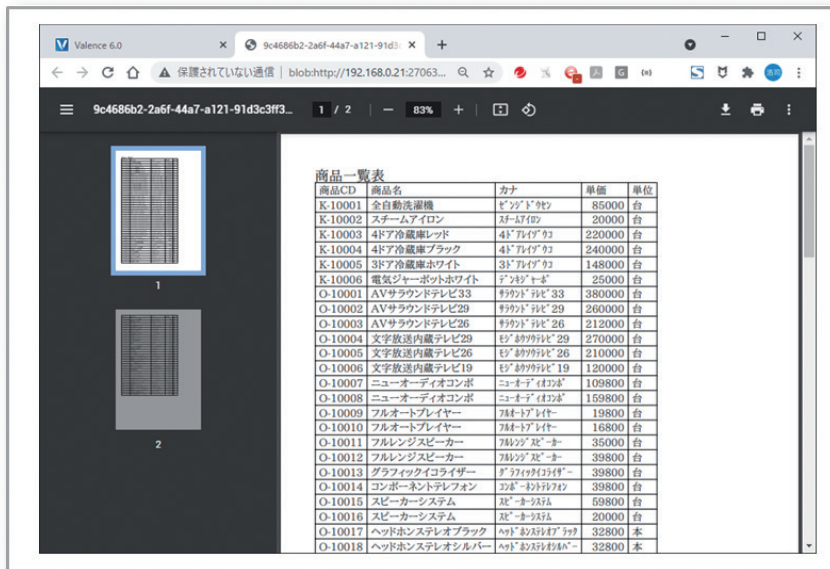 Valence 6.0
9c4686b2-2a6f-44a7-a121-91d3c
保護されていない通信 | blob:http://192.168.0.21:27063...
9c4686b2-2a6f-44a7-a121-91d3c3ff3... 1 / 2 83%
1
2
商品一覧表
商品CD 商品名 カナ 単価 単位
K-10001 全自動洗濯機 ｾﾞﾝｼﾞﾄﾞｳｾﾝ 85000 台
K-10002 スチームアイロン ｽﾁｰﾑｱｲﾛﾝ 20000 台
K-10003 4ドア冷蔵庫レッド 4ﾄﾞｱﾚｲｿﾞｳｺ 220000 台
K-10004 4ドア冷蔵庫ブラック 4ﾄﾞｱﾚｲｿﾞｳｺ 240000 台
K-10005 3ドア冷蔵庫ホワイト 3ﾄﾞｱﾚｲｿﾞｳｺ 148000 台
K-10006 電気ジャーポットホワイト ﾃﾞﾝｷｼﾞｬｰﾎﾟ 25000 台
O-10001 AVサラウンドテレビ33 ｻﾗｳﾝﾄﾞﾃﾚﾋﾞ33 380000 台
O-10002 AVサラウンドテレビ29 ｻﾗｳﾝﾄﾞﾃﾚﾋﾞ29 260000 台
O-10003 AVサラウンドテレビ26 ｻﾗｳﾝﾄﾞﾃﾚﾋﾞ26 212000 台
O-10004 文字放送内蔵テレビ29 ﾓｼﾞﾎｳｿｳﾃﾚﾋﾞ29 270000 台
O-10005 文字放送内蔵テレビ26 ﾓｼﾞﾎｳｿｳﾃﾚﾋﾞ26 210000 台
O-10006 文字放送内蔵テレビ19 ﾓｼﾞﾎｳｿｳﾃﾚﾋﾞ19 120000 台
O-10007 ニューオーディオコンポ ﾆｭｰｵｰﾃﾞｨｵｺﾝﾎﾟ 109800 台
O-10008 ニューオーディオコンポ ﾆｭｰｵｰﾃﾞｨｵｺﾝﾎﾟ 159800 台
O-10009 フルオートプレイヤー ﾌﾙｵｰﾄﾌﾟﾚｲﾔｰ 19800 台
O-10010 フルオートプレイヤー ﾌﾙｵｰﾄﾌﾟﾚｲﾔｰ 16800 台
O-10011 フルレンジスピーカー ﾌﾙﾚﾝｼﾞｽﾋﾟｰｶｰ 35000 台
O-10012 フルレンジスピーカー ﾌﾙﾚﾝｼﾞｽﾋﾟｰｶｰ 39800 台
O-10013 グラフィックイコライザー ｸﾞﾗﾌｨｯｸｲｺﾗｲｻﾞｰ 39800 台
O-10014 コンポーネントテレフォン ｺﾝﾎﾟｰﾈﾝﾄﾃﾚﾌｫﾝ 39800 台
O-10015 スピーカーシステム ｽﾋﾟｰｶｰｼｽﾃﾑ 59800 台
O-10016 スピーカーシステム ｽﾋﾟｰｶｰｼｽﾃﾑ 20000 台
O-10017 ヘッドホンステレオブラック ﾍｯﾄﾞﾎﾝｽﾃﾚｵﾌﾞﾗｯｸ 32800 本
O-10018 ヘッドホンステレオシルバー ﾍｯﾄﾞﾎﾝｽﾃﾚｵｼﾙﾊﾞｰ 32800 本